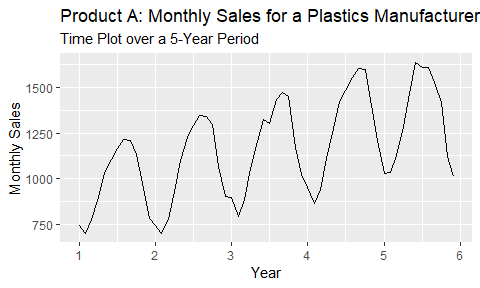 Product A: Monthly Sales for a Plastics Manufacturer
Time Plot over a 5-Year Period
Monthly Sales
1500
1250
1000
750
1 2 3 4 5 6
Year